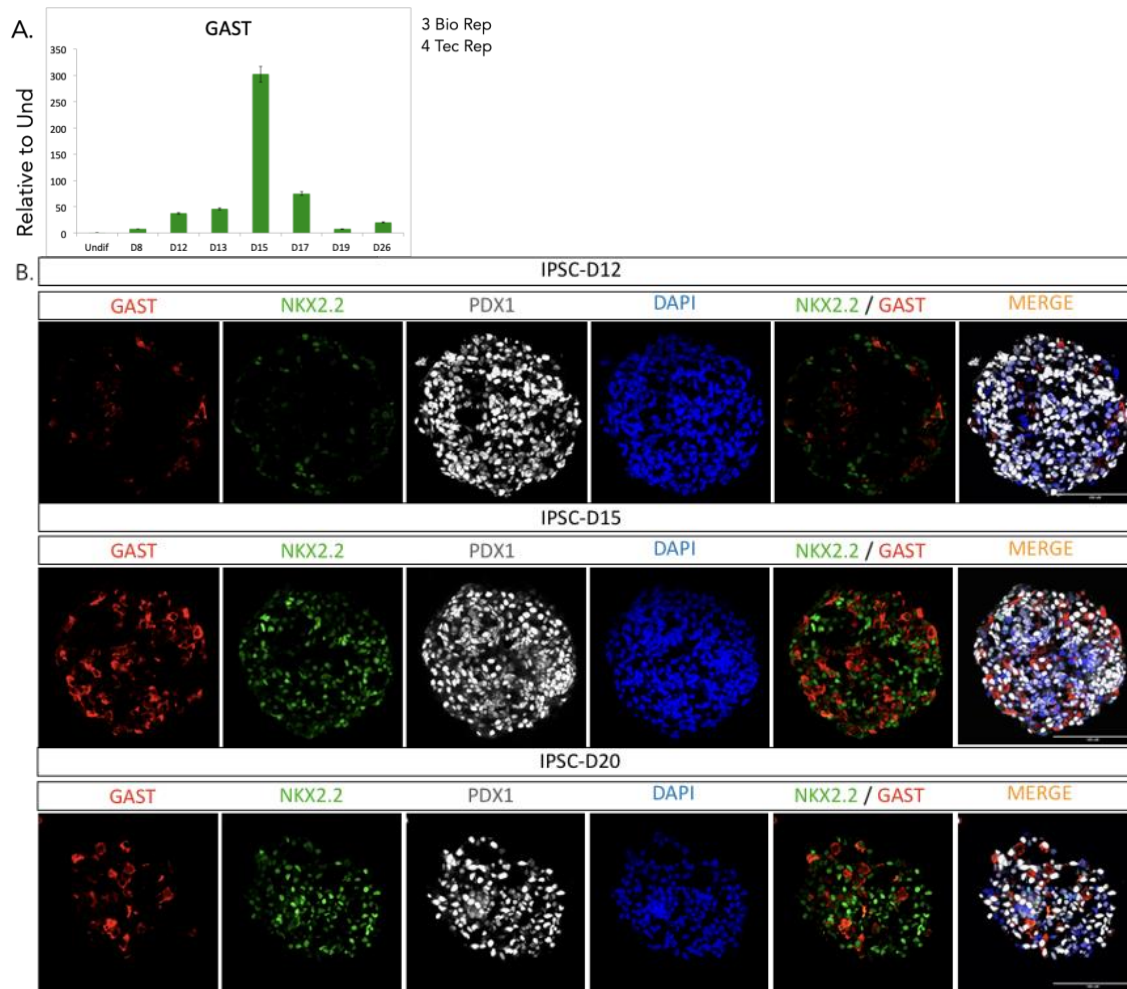 A.
GAST
3 Bio Rep
4 Tec Rep
Relative to Und
350
300
250
200
150
100
50
0
Undif D8 D12 D13 D15 D17 D19 D26
B.
IPSC-D12
GAST NKX2.2 PDX1 DAPI NKX2.2 / GAST MERGE
IPSC-D15
GAST NKX2.2 PDX1 DAPI NKX2.2 / GAST MERGE
IPSC-D20
GAST NKX2.2 PDX1 DAPI NKX2.2 / GAST MERGE